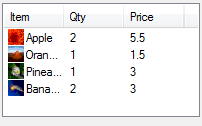 Item Qty Price
Apple 2 5.5
Oran... 1 1.5
Pinea... 1 3
Bana... 2 3